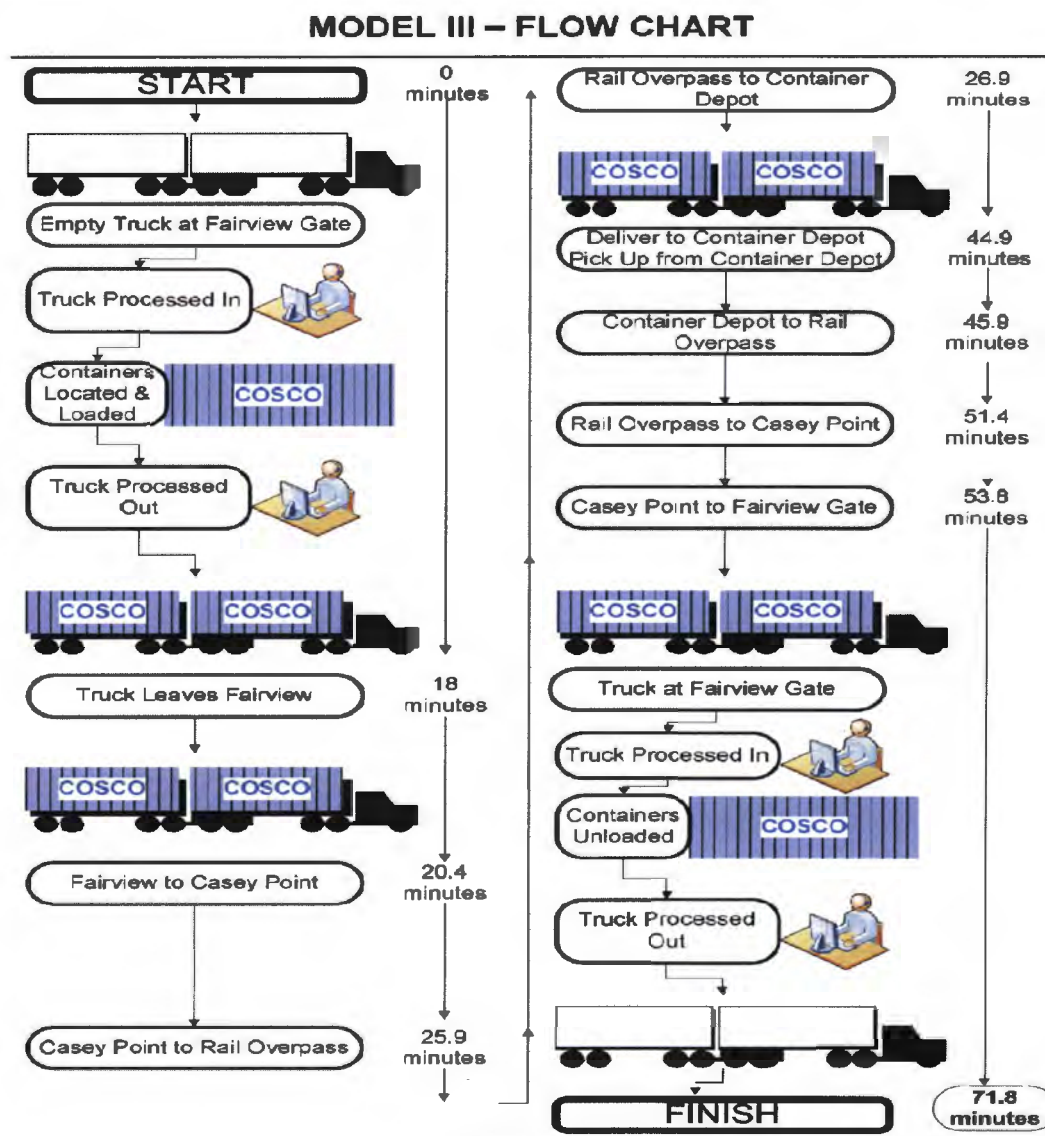 MODEL III – FLOW CHART
START
0
minutes
Empty Truck at Fairview Gate
Truck Processed In
Containers
Located &
Loaded
COSCO
Truck Processed
Out
COSCO COSCO
Truck Leaves Fairview
18
minutes
COSCO COSCO
Fairview to Casey Point
20.4
minutes
Casey Point to Rail Overpass
25.9
minutes
Rail Overpass to Container
Depot
26.9
minutes
COSCO COSCO
Deliver to Container Depot
Pick Up from Container Depot
44.9
minutes
Container Depot to Rail
Overpass
45.9
minutes
Rail Overpass to Casey Point
51.4
minutes
Casey Point to Fairview Gate
53.8
minutes
COSCO COSCO
Truck at Fairview Gate
Truck Processed In
Containers
Unloaded
COSCO
Truck Processed
Out
FINISH
71.8
minutes